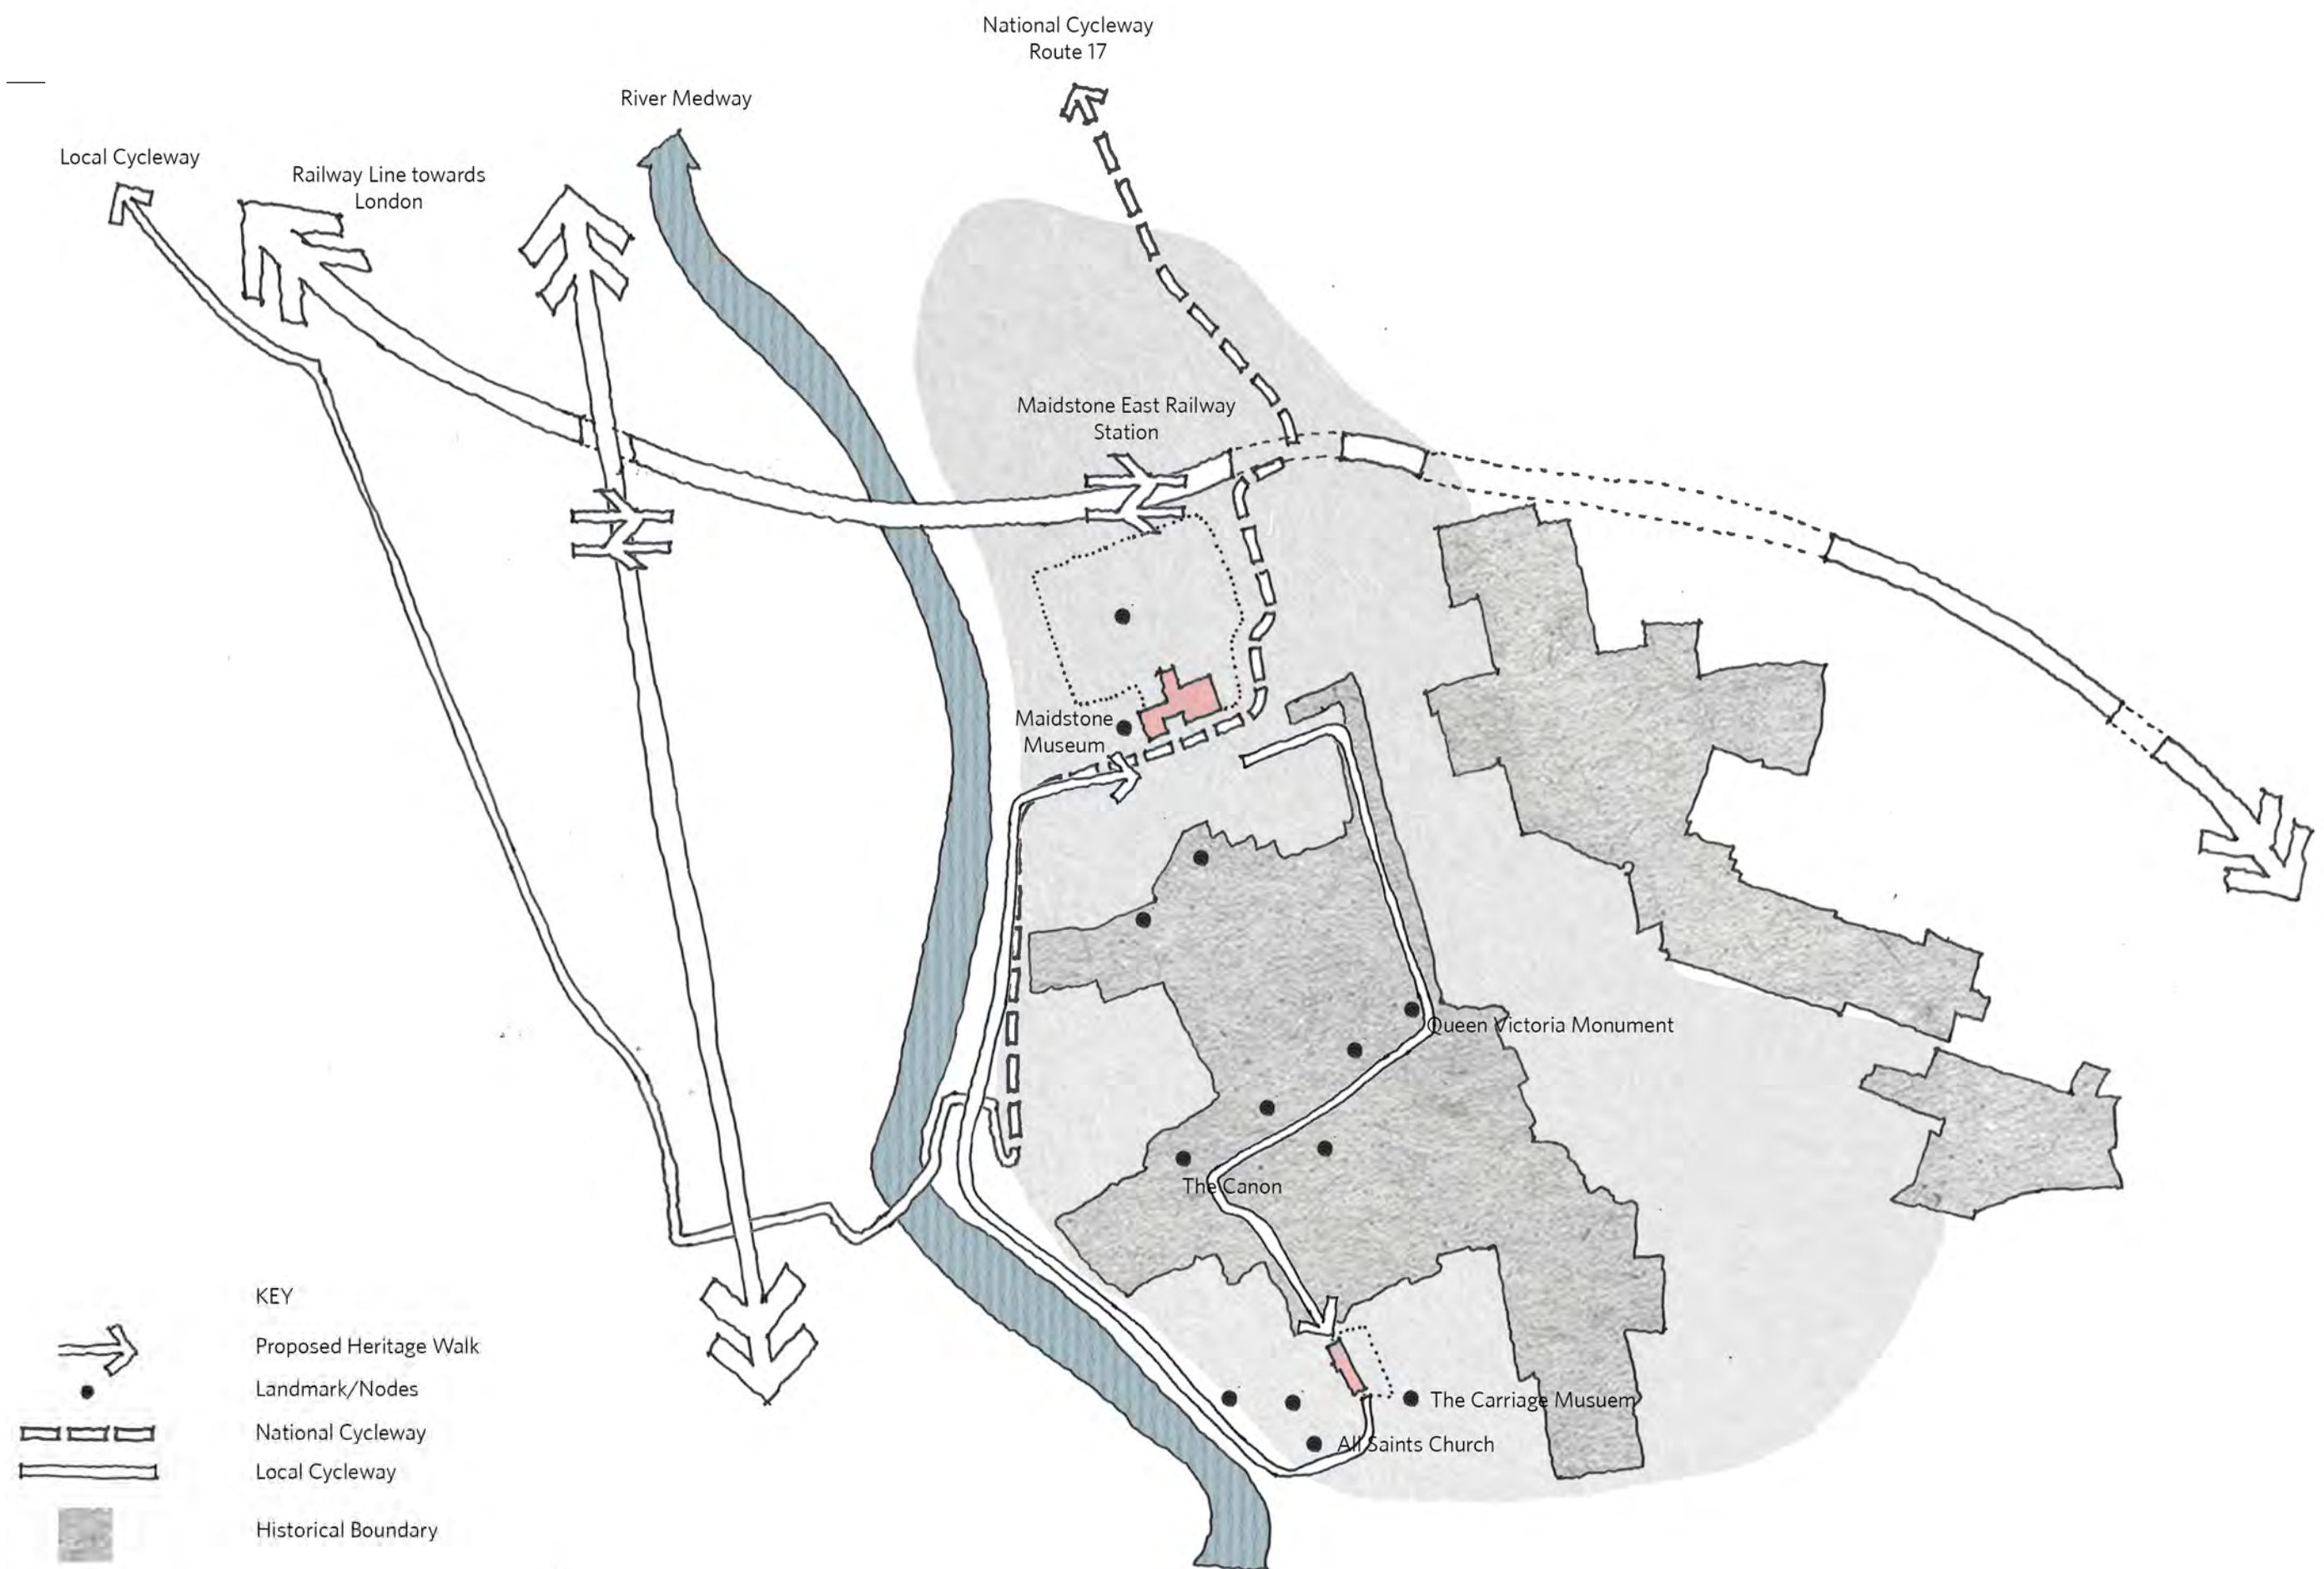 National Cycleway
Route 17
River Medway
Local Cycleway
Railway Line towards
London
Maidstone East Railway
Station
Maidstone
Museum
Queen Victoria Monument
The Canon
The Carriage Musuem
All Saints Church
KEY
Proposed Heritage Walk
Landmark/Nodes
National Cycleway
Local Cycleway
Historical Boundary